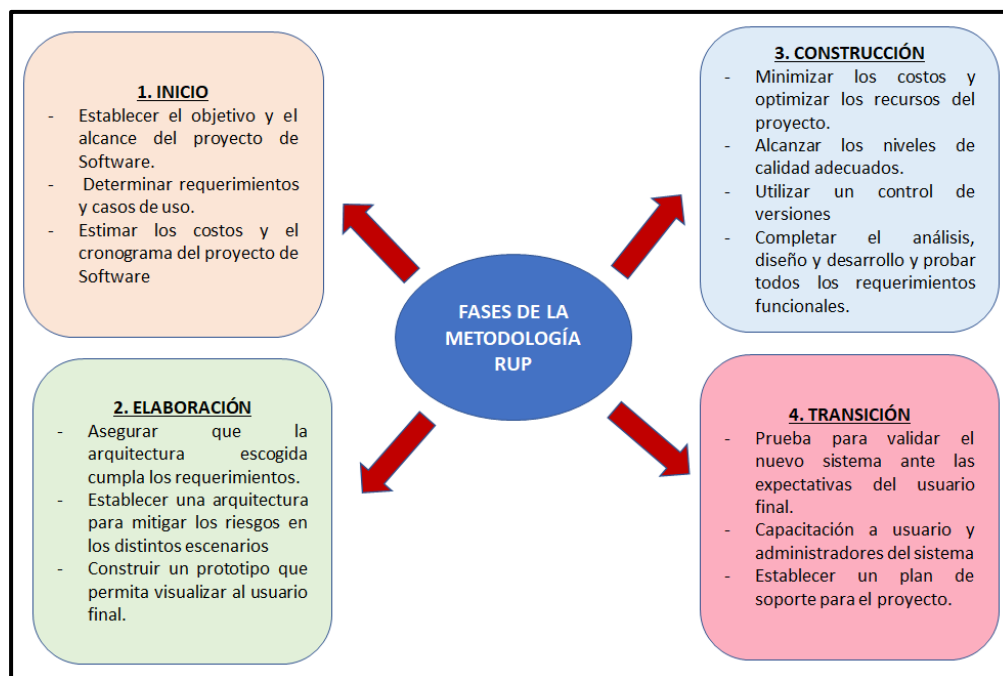 1. INICIO
- Establecer el objetivo y el
alcance del proyecto de
Software.
- Determinar requerimientos
y casos de uso.
- Estimar los costos y el
cronograma del proyecto de
Software
2. ELABORACIÓN
- Asegurar que la
arquitectura escogida
cumpla los requerimientos.
- Establecer una arquitectura
para mitigar los riesgos en
los distintos escenarios
- Construir un prototipo que
permita visualizar al usuario
final.
FASES DE LA
METODOLOGÍA
RUP
3. CONSTRUCCIÓN
- Minimizar los costos y
optimizar los recursos del
proyecto.
- Alcanzar los niveles de
calidad adecuados.
- Utilizar un control de
versiones
- Completar el análisis,
diseño y desarrollo y probar
todos los requerimientos
funcionales.
4. TRANSICIÓN
- Prueba para validar el
nuevo sistema ante las
expectativas del usuario
final.
- Capacitación a usuario y
administradores del sistema
- Establecer un plan de
soporte para el proyecto.